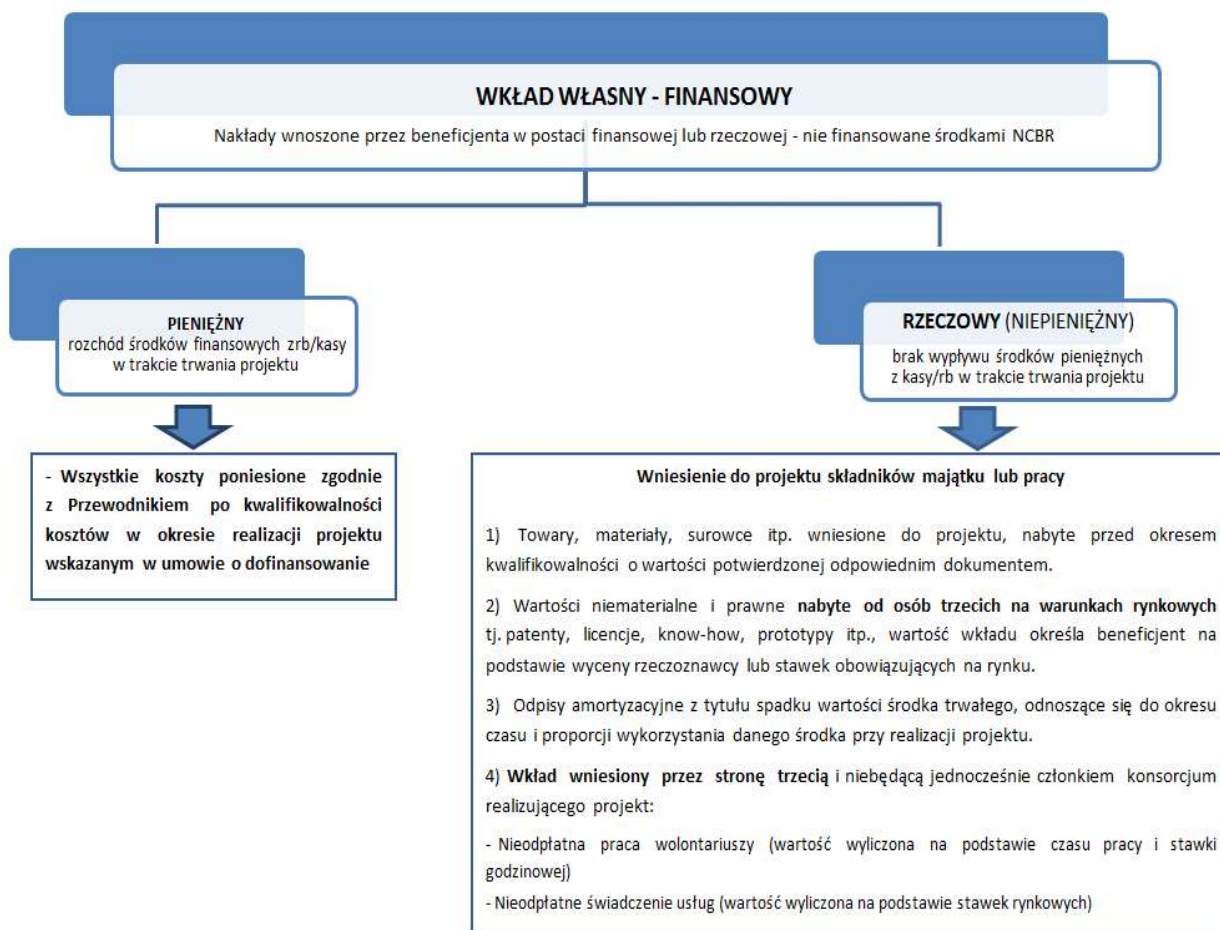 WKŁAD WŁASNY - FINANSOWY
Nakłady wnoszone przez beneficjenta w postaci finansowej lub rzeczowej - nie finansowane środkami NCBR
PIENIĘŻNY
rozchód środków finansowych zrb/kasy
w trakcie trwania projektu
RZECZOWY (NIEPIENIĘŻNY)
brak wypływu środków pieniężnych
z kasy/rb w trakcie trwania projektu
- Wszystkie koszty poniesione zgodnie
z Przewodnikiem po kwalifikowalności
kosztów w okresie realizacji projektu
wskazanym w umowie o dofinansowanie
Wniesienie do projektu składników majątku lub pracy
1) Towary, materiały, surowce itp. wniesione do projektu, nabyte przed okresem
kwalifikowalności o wartości potwierdzonej odpowiednim dokumentem.
2) Wartości niematerialne i prawne nabyte od osób trzecich na warunkach rynkowych
tj. patenty, licencje, know-how, prototypy itp., wartość wkładu określa beneficjent na
podstawie wyceny rzeczoznawcy lub stawek obowiązujących na rynku.
3) Odpisy amortyzacyjne z tytułu spadku wartości środka trwałego, odnoszące się do okresu
czasu i proporcji wykorzystania danego środka przy realizacji projektu.
4) Wkład wniesiony przez stronę trzecią i niebędącą jednocześnie członkiem konsorcjum
realizującego projekt:
- Nieodpłatna praca wolontariuszy (wartość wyliczona na podstawie czasu pracy i stawki
godzinowej)
- Nieodpłatne świadczenie usług (wartość wyliczona na podstawie stawek rynkowych)